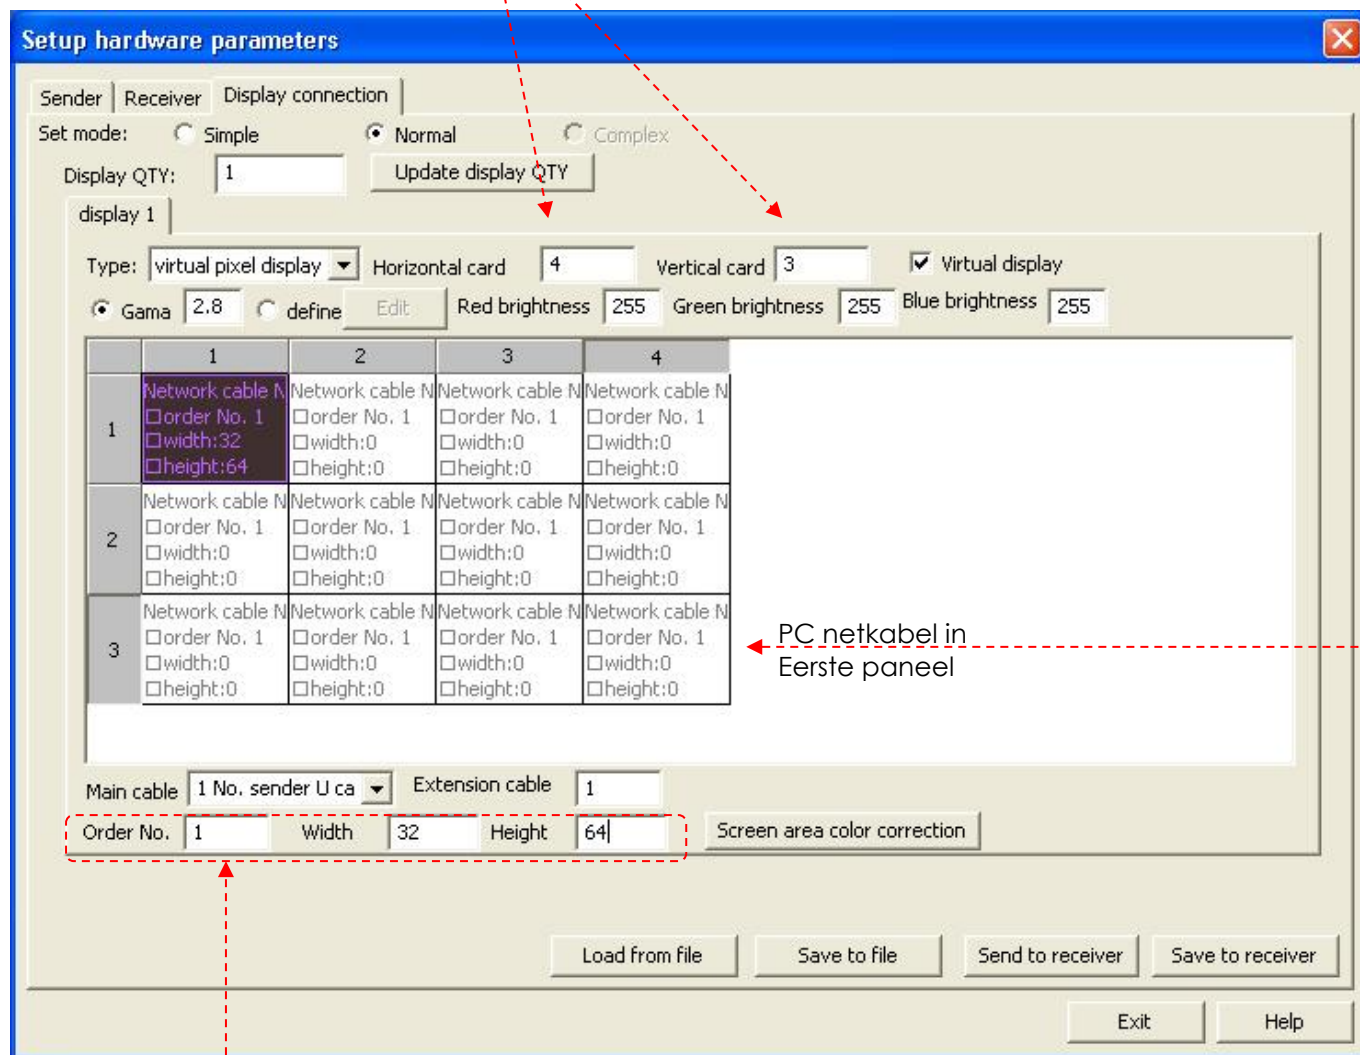 Setup hardware parameters
Sender Receiver Display connection
Set mode: Simple Normal Complex
Display QTY: 1 Update display QTY
display 1
Type: virtual pixel display Horizontal card 4 Vertical card 3 Virtual display
Gama 2.8 define Edit Red brightness 255 Green brightness 255 Blue brightness 255
1 2 3 4
Network cable N Network cable N Network cable N Network cable N
order No. 1 order No. 1 order No. 1 order No. 1
1
width:32 width:0 width:0 width:0
height:64 height:0 height:0 height:0
Network cable N Network cable N Network cable N Network cable N
order No. 1 order No. 1 order No. 1 order No. 1
2
width:0 width:0 width:0 width:0
height:0 height:0 height:0 height:0
Network cable N Network cable N Network cable N Network cable N
order No. 1 order No. 1 order No. 1 order No. 1
3
width:0 width:0 width:0 width:0
height:0 height:0 height:0 height:0
PC netkabel in
Eerste paneel
Main cable 1 No. sender U ca Extension cable 1
Order No. 1 Width 32 Height 64 Screen area color correction
Load from file Save to file Send to receiver Save to receiver
Exit Help